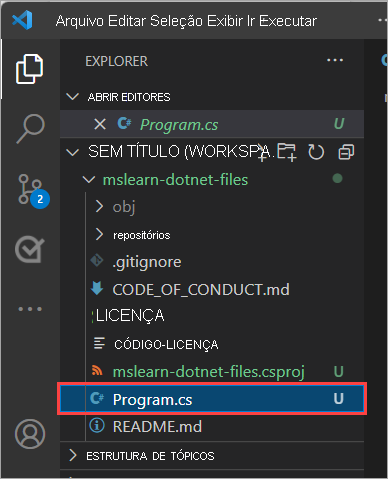 Arquivo Editar Seleção Exibir Ir Executar
EXPLORER
ABRIR EDITORES
Program.cs U
SEM TÍTULO (WORKSPA
mslearn-dotnet-files
obj
repositórios
.gitignore
CODE_OF_CONDUCT.md
LICENÇA
CÓDIGO-LICENÇA
mslearn-dotnet-files.csproj U
Program.cs U
README.md
ESTRUTURA DE TÓPICOS
2